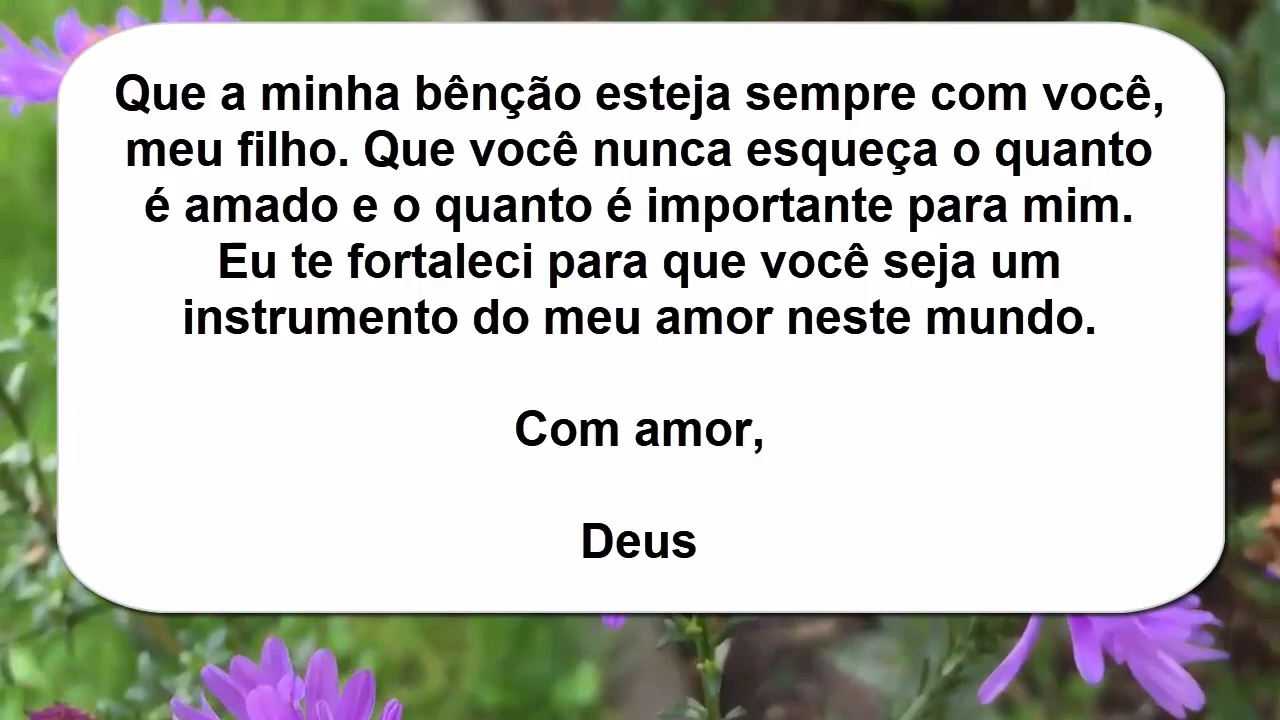 Que a minha bênção esteja sempre com você,
meu filho. Que você nunca esqueça o quanto
é amado e o quanto é importante para mim.
Eu te fortaleci para que você seja um
instrumento do meu amor neste mundo.
Com amor,
Deus